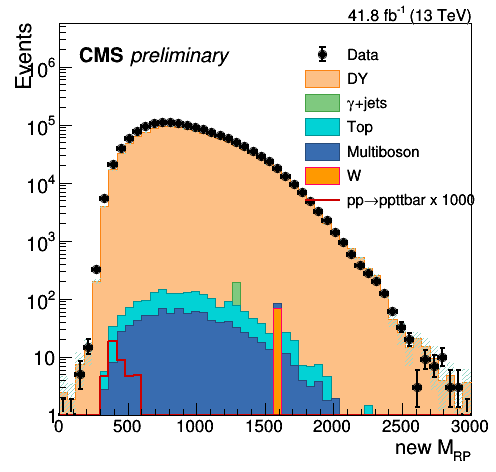 41.8 fb⁻¹ (13 TeV)
CMS preliminary
Events
Data
DY
γ+jets
Top
Multiboson
W
pp→ppttbar x 1000
10⁶
10⁵
10⁴
10³
10²
10
1
0 500 1000 1500 2000 2500 3000
new M_RP